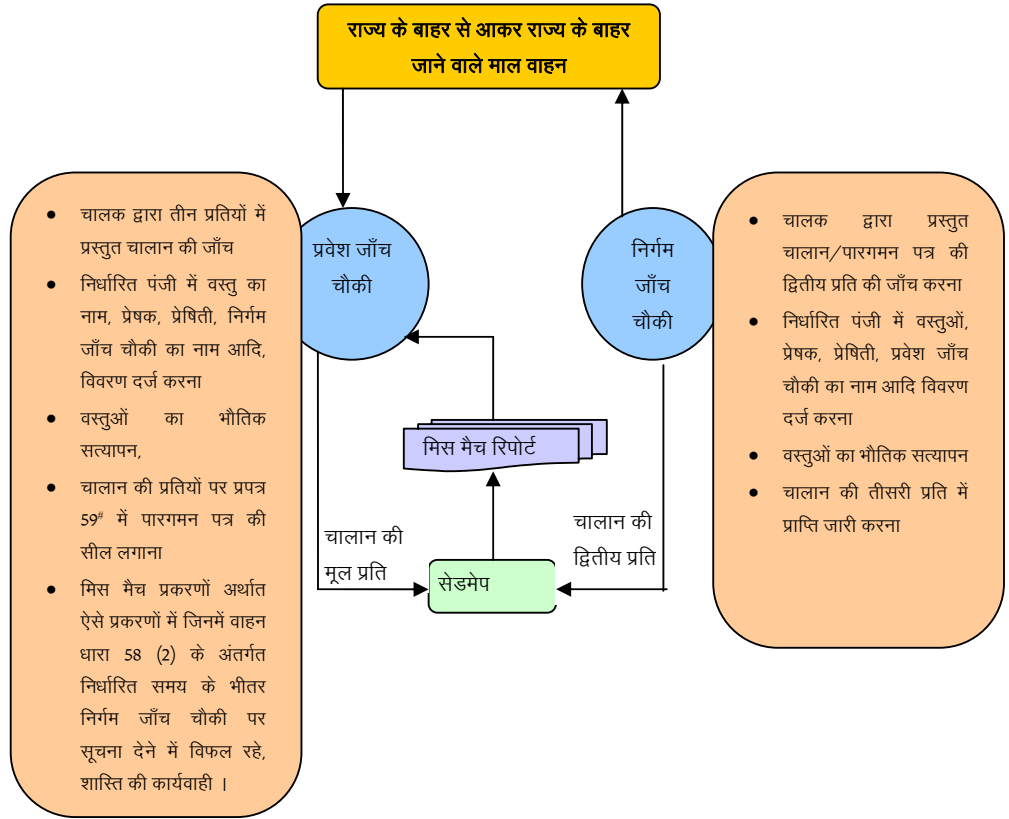 राज्य के बाहर से आकर राज्य के बाहर
जाने वाले माल वाहन
• चालक द्वारा तीन प्रतियों में
प्रस्तुत चालान की जाँच
• निर्धारित पंजी में वस्तु का
नाम, प्रेषक, प्रेषिती, निर्गम
जाँच चौकी का नाम आदि,
विवरण दर्ज करना
• वस्तुओं का भौतिक
सत्यापन,
• चालान की प्रतियों पर प्रपत्र
59# में पारगमन पत्र की
सील लगाना
• मिस मैच प्रकरणों अर्थात
ऐसे प्रकरणों में जिनमें वाहन
धारा 58 (2) के अंतर्गत
निर्धारित समय के भीतर
निर्गम जाँच चौकी पर
सूचना देने में विफल रहे,
शास्ति की कार्यवाही ।
प्रवेश जाँच
चौकी
निर्गम
जाँच
चौकी
मिस मैच रिपोर्ट
चालान की
मूल प्रति
सेडमेप
चालान की
द्वितीय प्रति
• चालक द्वारा प्रस्तुत
चालान/पारगमन पत्र की
द्वितीय प्रति की जाँच करना
• निर्धारित पंजी में वस्तुओं,
प्रेषक, प्रेषिती, प्रवेश जाँच
चौकी का नाम आदि विवरण
दर्ज करना
• वस्तुओं का भौतिक सत्यापन
• चालान की तीसरी प्रति में
प्राप्ति जारी करना